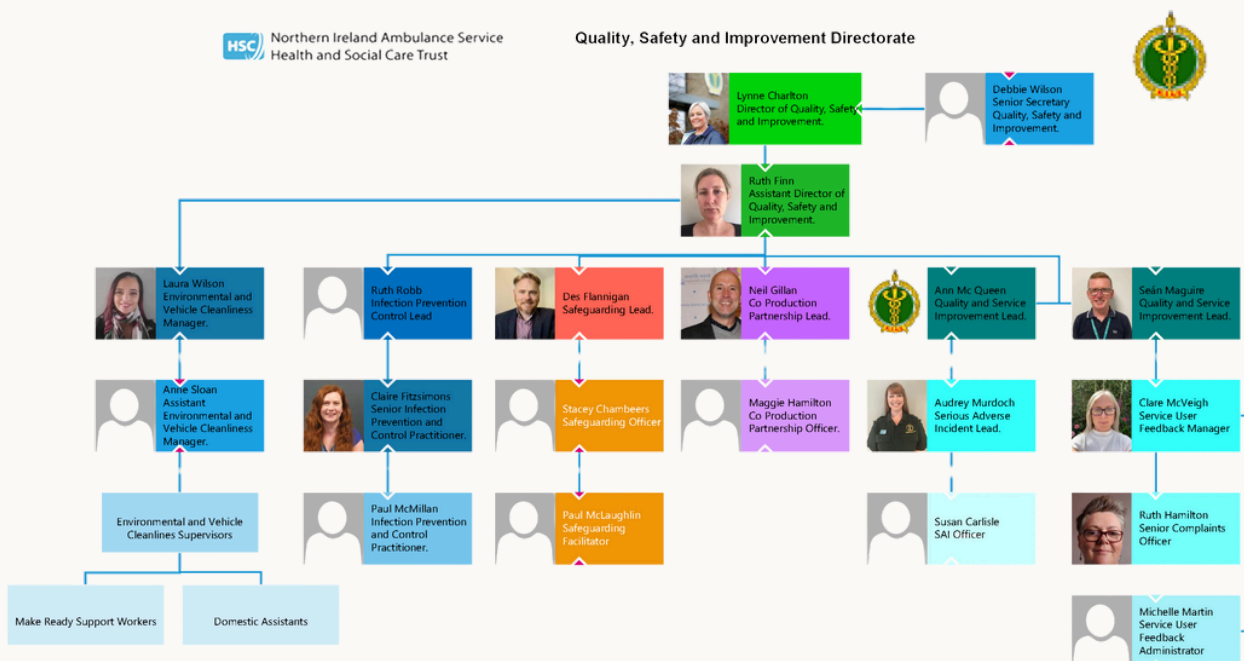 HSC
Northern Ireland Ambulance Service
Health and Social Care Trust
Quality, Safety and Improvement Directorate
Lynne Charlton
Director of Quality, Safety
and Improvement.
Debbie Wilson
Senior Secretary
Quality, Safety and
Improvement.
Ruth Finn
Assistant Director of
Quality, Safety and
Improvement.
Laura Wilson
Environmental and
Vehicle Cleanliness
Manager.
Ruth Robb
Infection Prevention
Control Lead
Des Flannigan
Safeguarding Lead.
Neil Gillan
Co Production
Partnership Lead.
Ann Mc Queen
Quality and Service
Improvement Lead.
Seán Maguire
Quality and Service
Improvement Lead.
Anne Sloan
Assistant
Environmental and
Vehicle Cleanliness
Manager.
Claire Fitzsimons
Senior Infection
Prevention and
Control Practitioner.
Stacey Chambeers
Safeguarding Officer
Maggie Hamilton
Co Production
Partnership Officer.
Audrey Murdoch
Serious Adverse
Incident Lead.
Clare McVeigh
Service User
Feedback Manager
Environmental and Vehicle
Cleanlines Supervisors
Paul McMillan
Infection Prevention
and Control
Practitioner.
Paul McLaughlin
Safeguarding
Facilitator
Susan Carlisle
SAI Officer
Ruth Hamilton
Senior Complaints
Officer
Make Ready Support Workers
Domestic Assistants
Michelle Martin
Service User
Feedback
Administrator